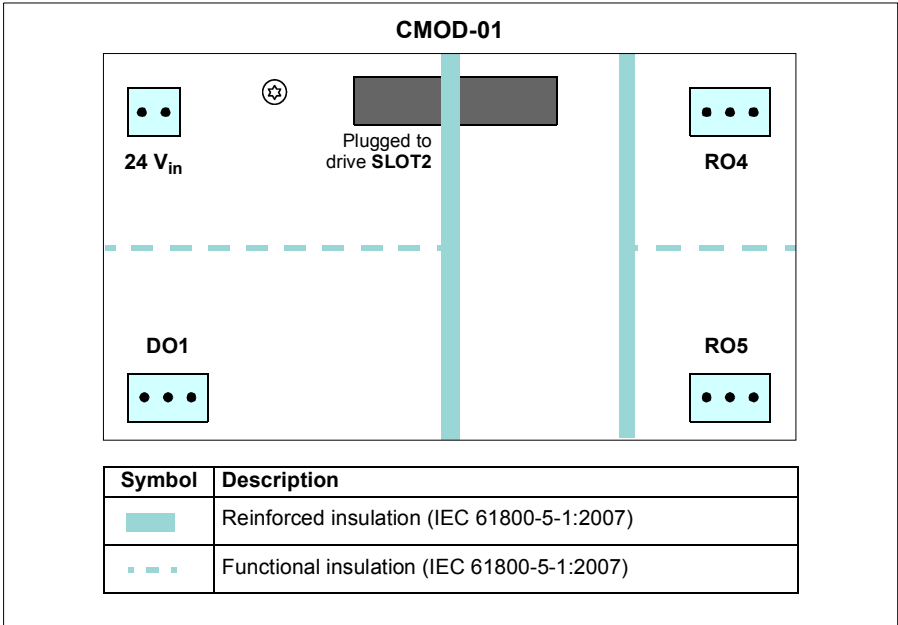 CMOD-01
Plugged to
drive SLOT2
24 Vin
RO4
DO1
RO5
Symbol Description
Reinforced insulation (IEC 61800-5-1:2007)
Functional insulation (IEC 61800-5-1:2007)